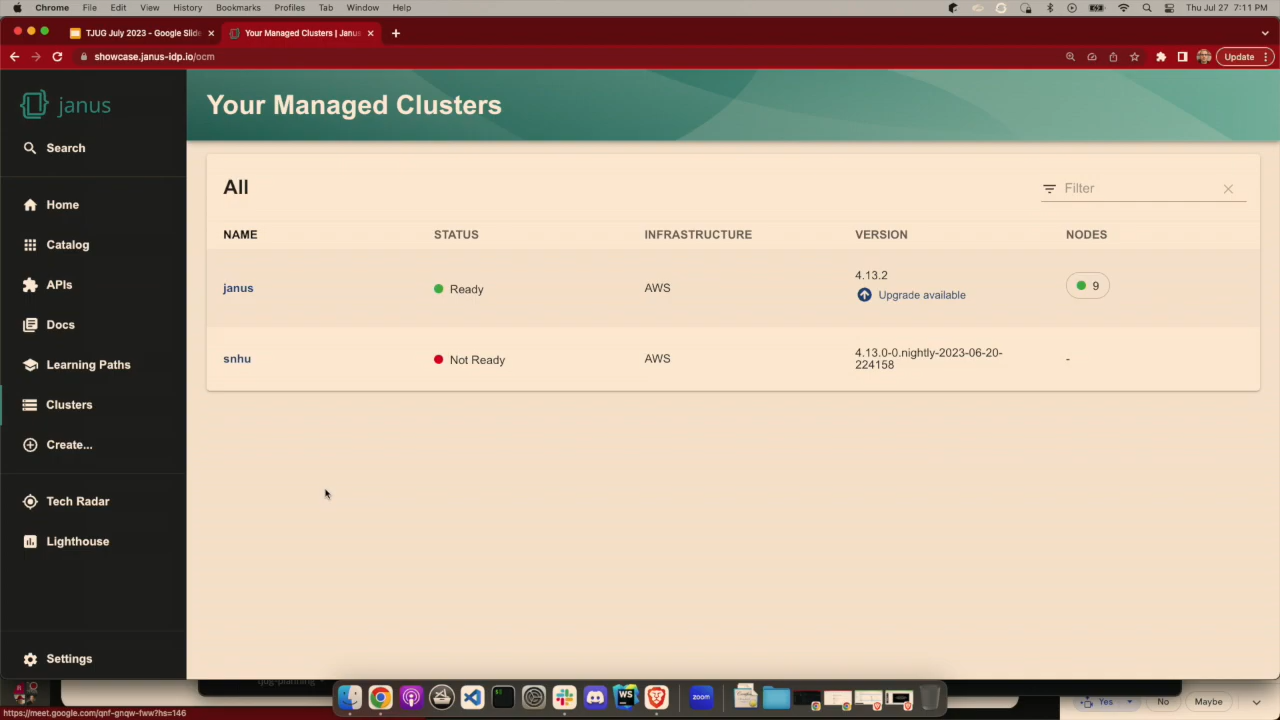 Chrome File Edit View History Bookmarks Profiles Tab Window Help Thu Jul 27 7:11 PM
TJUG July 2023 - Google Slide Your Managed Clusters | Janus
showcase.janus-idp.io/ocm Update
janus
Search
Home
Catalog
APIs
Docs
Learning Paths
Clusters
Create...
Tech Radar
Lighthouse
Settings
Your Managed Clusters
All
Filter
NAME STATUS INFRASTRUCTURE VERSION NODES
janus Ready AWS 4.13.2 9
Upgrade available
snhu Not Ready AWS 4.13.0-0.nightly-2023-06-20-
224158 -
qug-planning
zoom
Yes No Maybe
https://meet.google.com/qnf-gnqw-fww?hs=146